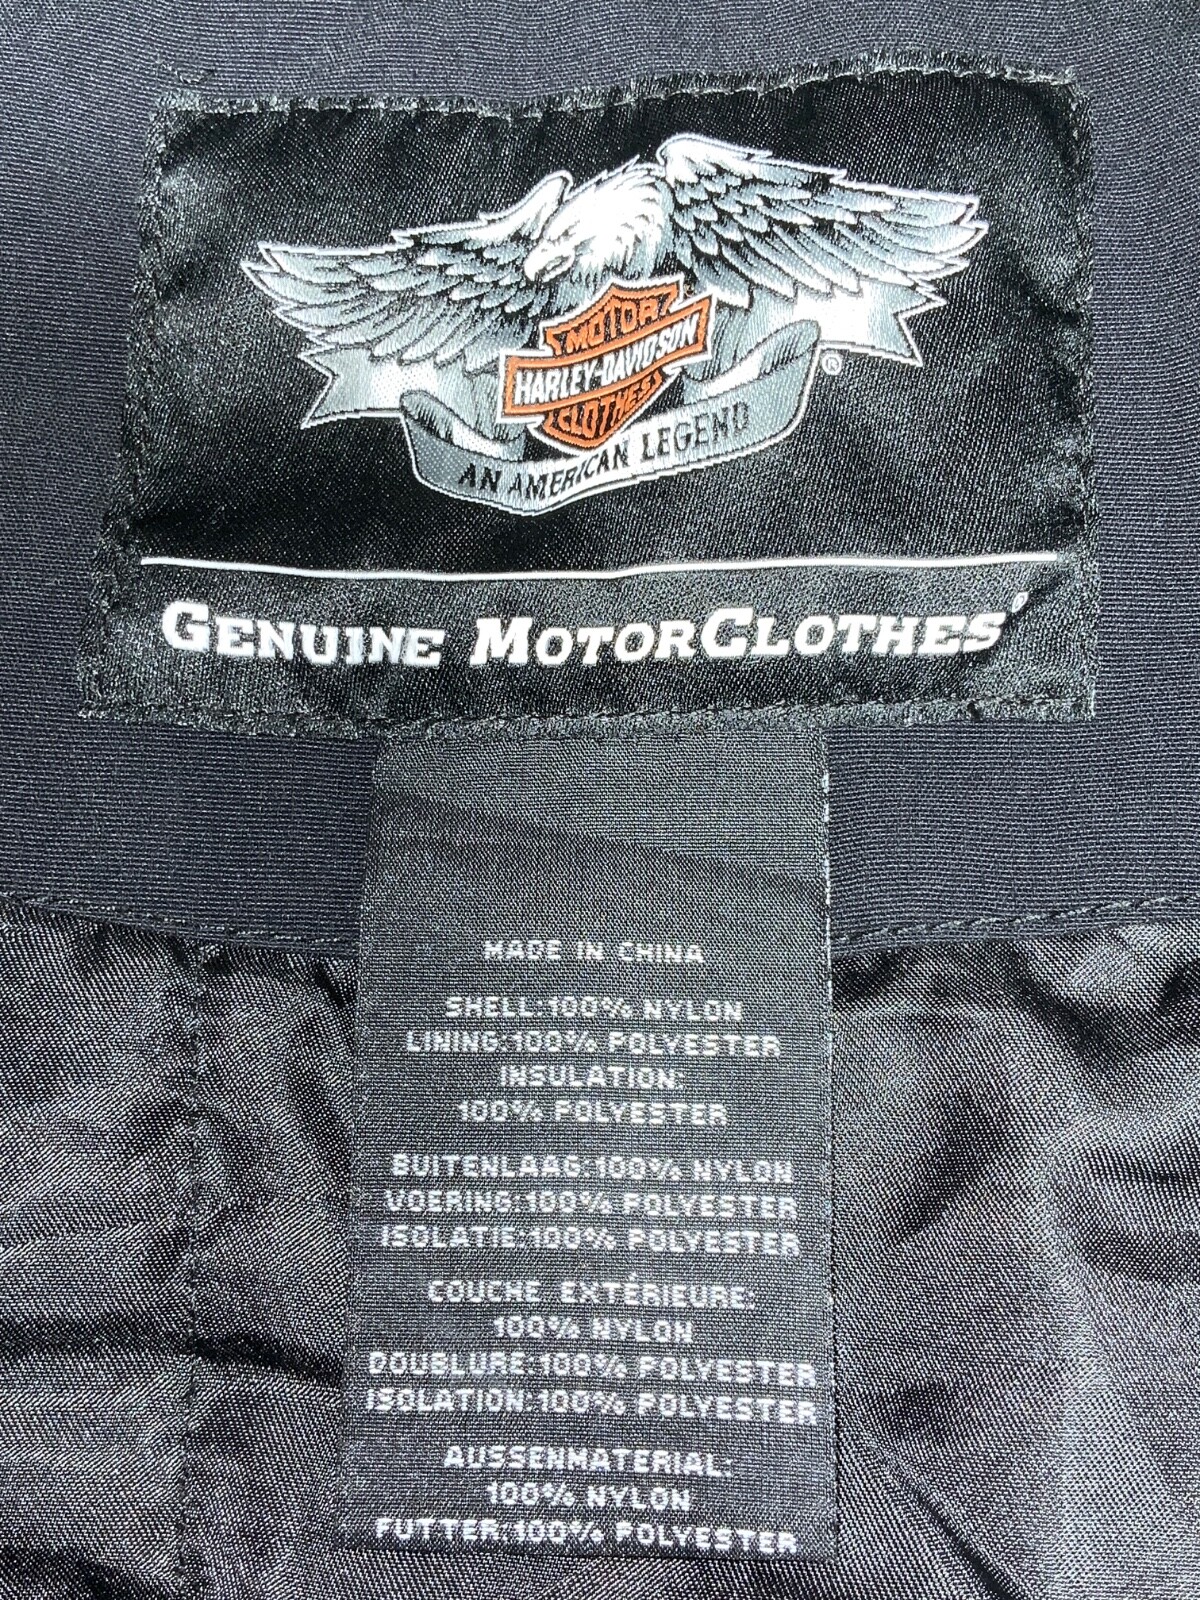 MOTOR
HARLEY-DAVIDSON
CLOTHES
®
AN AMERICAN LEGEND
GENUINE MOTORCLOTHES®
MADE IN CHINA
SHELL:100% NYLON
LINING:100% POLYESTER
INSULATION:
100% POLYESTER
BUITENLAAG:100% NYLON
VOERING:100% POLYESTER
ISOLATIE:100% POLYESTER
COUCHE EXTÉRIEURE:
100% NYLON
DOUBLURE:100% POLYESTER
ISOLATION:100% POLYESTER
AUSSENMATERIAL:
100% NYLON
FUTTER:100% POLYESTER